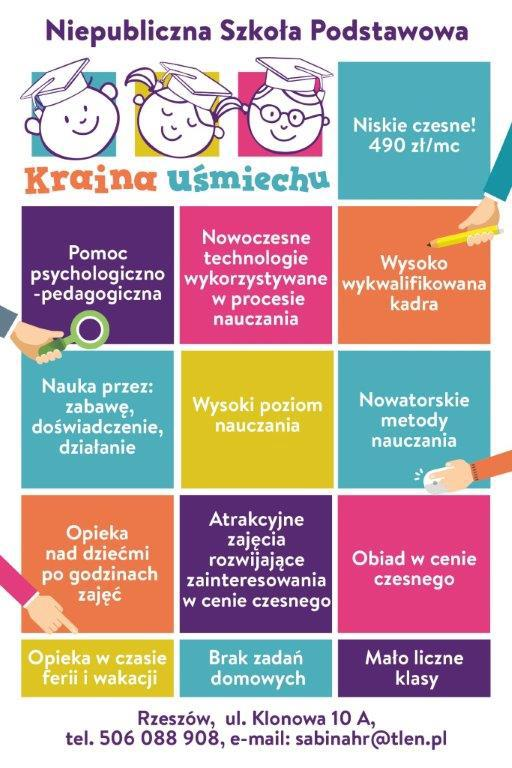 Niepubliczna Szkoła Podstawowa
Kraina uśmiechu
Niskie czesne!
490 zł/mc
Pomoc
psychologiczno
-pedagogiczna
Nowoczesne
technologie
wykorzystywane
w procesie
nauczania
Wysoko
wykwalifikowana
kadra
Nauka przez:
zabawę,
doświadczenie,
działanie
Wysoki poziom
nauczania
Nowatorskie
metody
nauczania
Opieka
nad dziećmi
po godzinach
zajęć
Atrakcyjne
zajęcia
rozwijające
zainteresowania
w cenie czesnego
Obiad w cenie
czesnego
Opieka w czasie
ferii i wakacji
Brak zadań
domowych
Mało liczne
klasy
Rzeszów, ul. Klonowa 10 A,
tel. 506 088 908, e-mail: sabinahr@tlen.pl